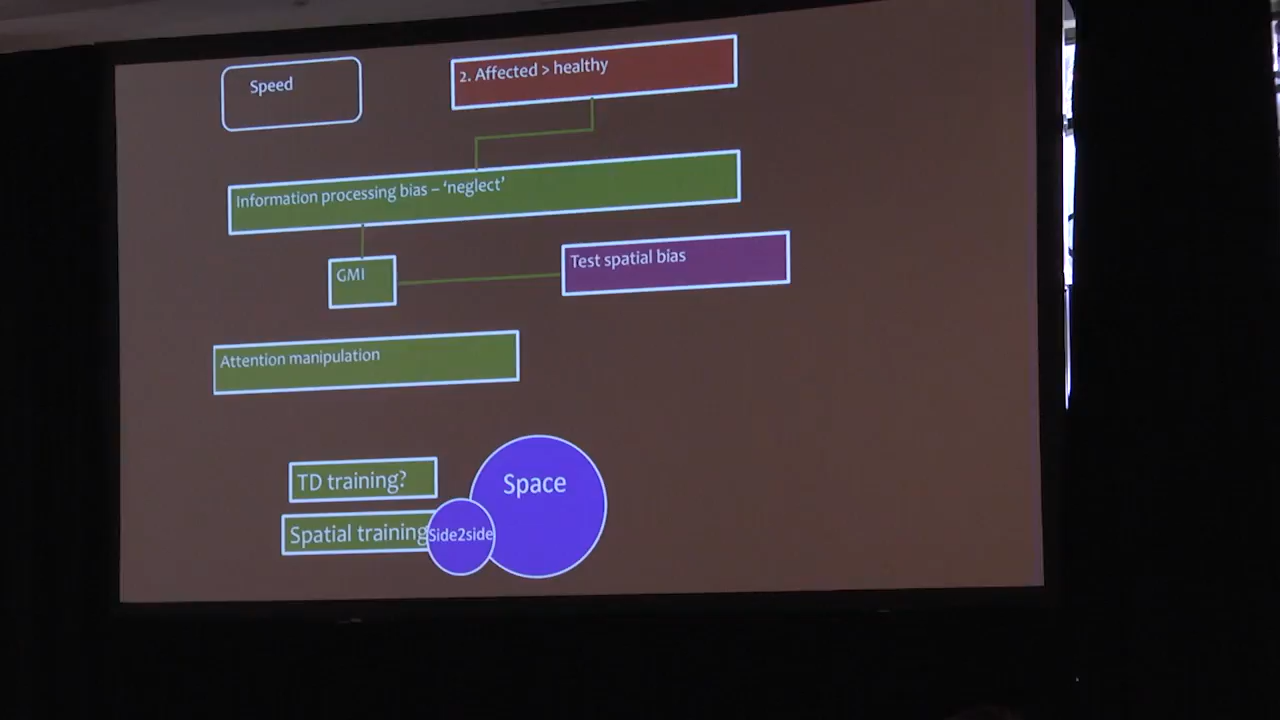 Speed
2. Affected > healthy
Information processing bias – ‘neglect’
GMI
Test spatial bias
Attention manipulation
TD training?
Space
Spatial training
Side2side